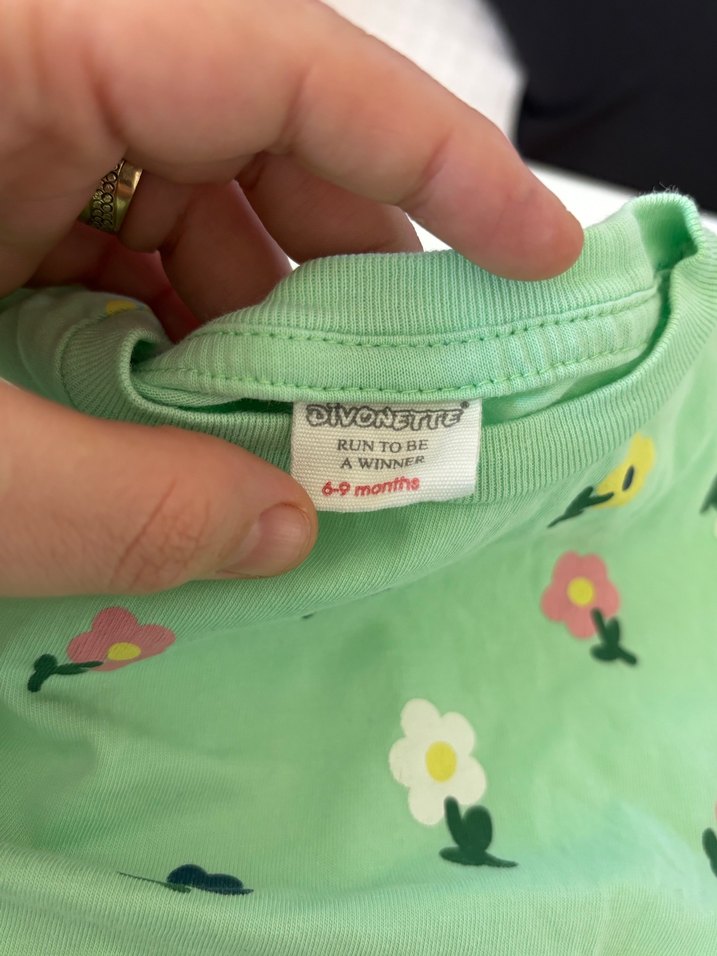 DiVONETTE
RUN TO BE
A WINNER
6-9 months